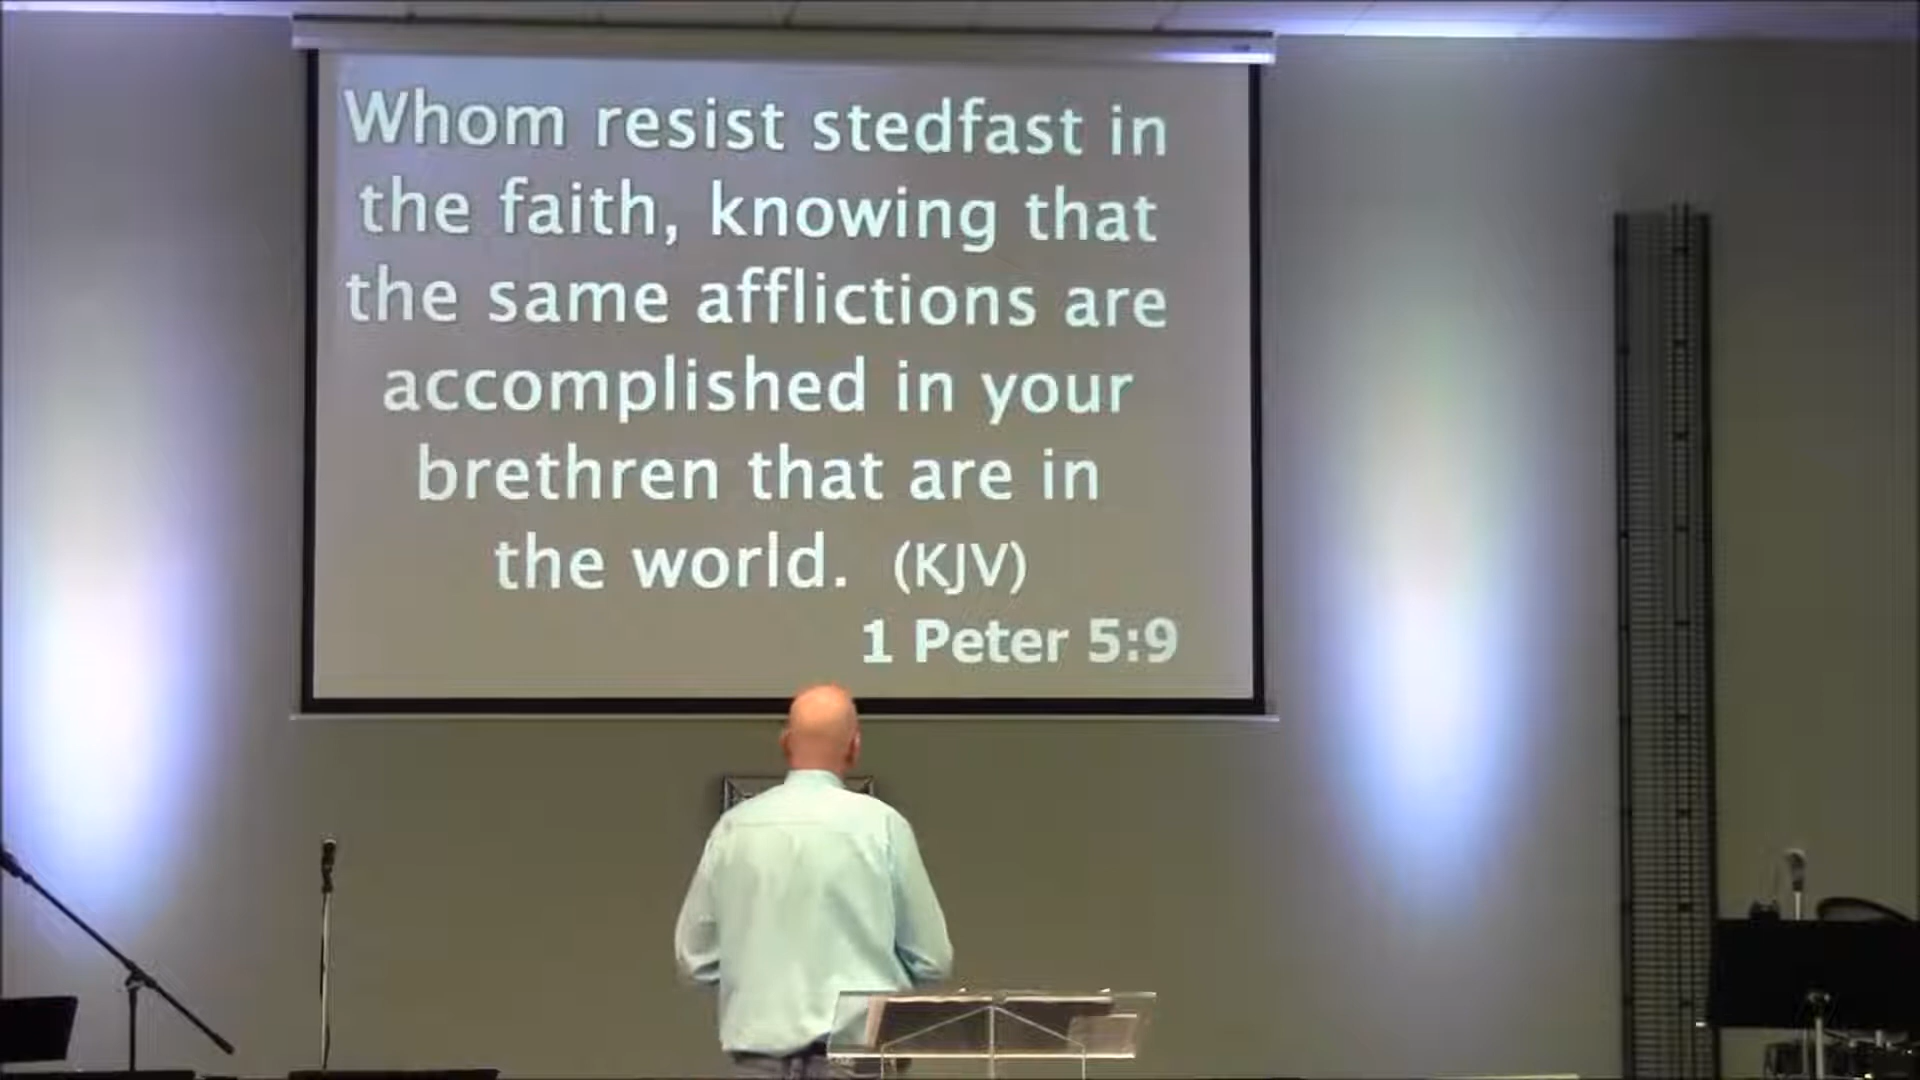 Whom resist stedfast in
the faith, knowing that
the same afflictions are
accomplished in your
brethren that are in
the world. (KJV)
1 Peter 5:9